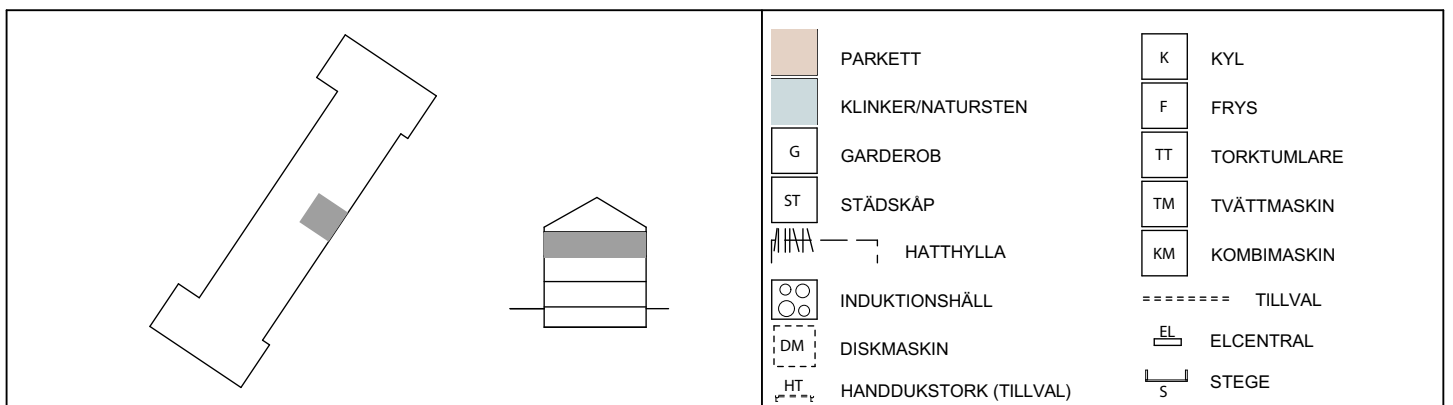 PARKETT
KLINKER/NATURSTEN
G GARDEROB
ST STÄDSKÅP
HATTHYLLA
INDUKTIONSHÄLL
DM DISKMASKIN
HT HANDDUKSTORK (TILLVAL)
K KYL
F FRYS
TT TORKTUMLARE
TM TVÄTTMASKIN
KM KOMBIMASKIN
TILLVAL
EL ELCENTRAL
S STEGE